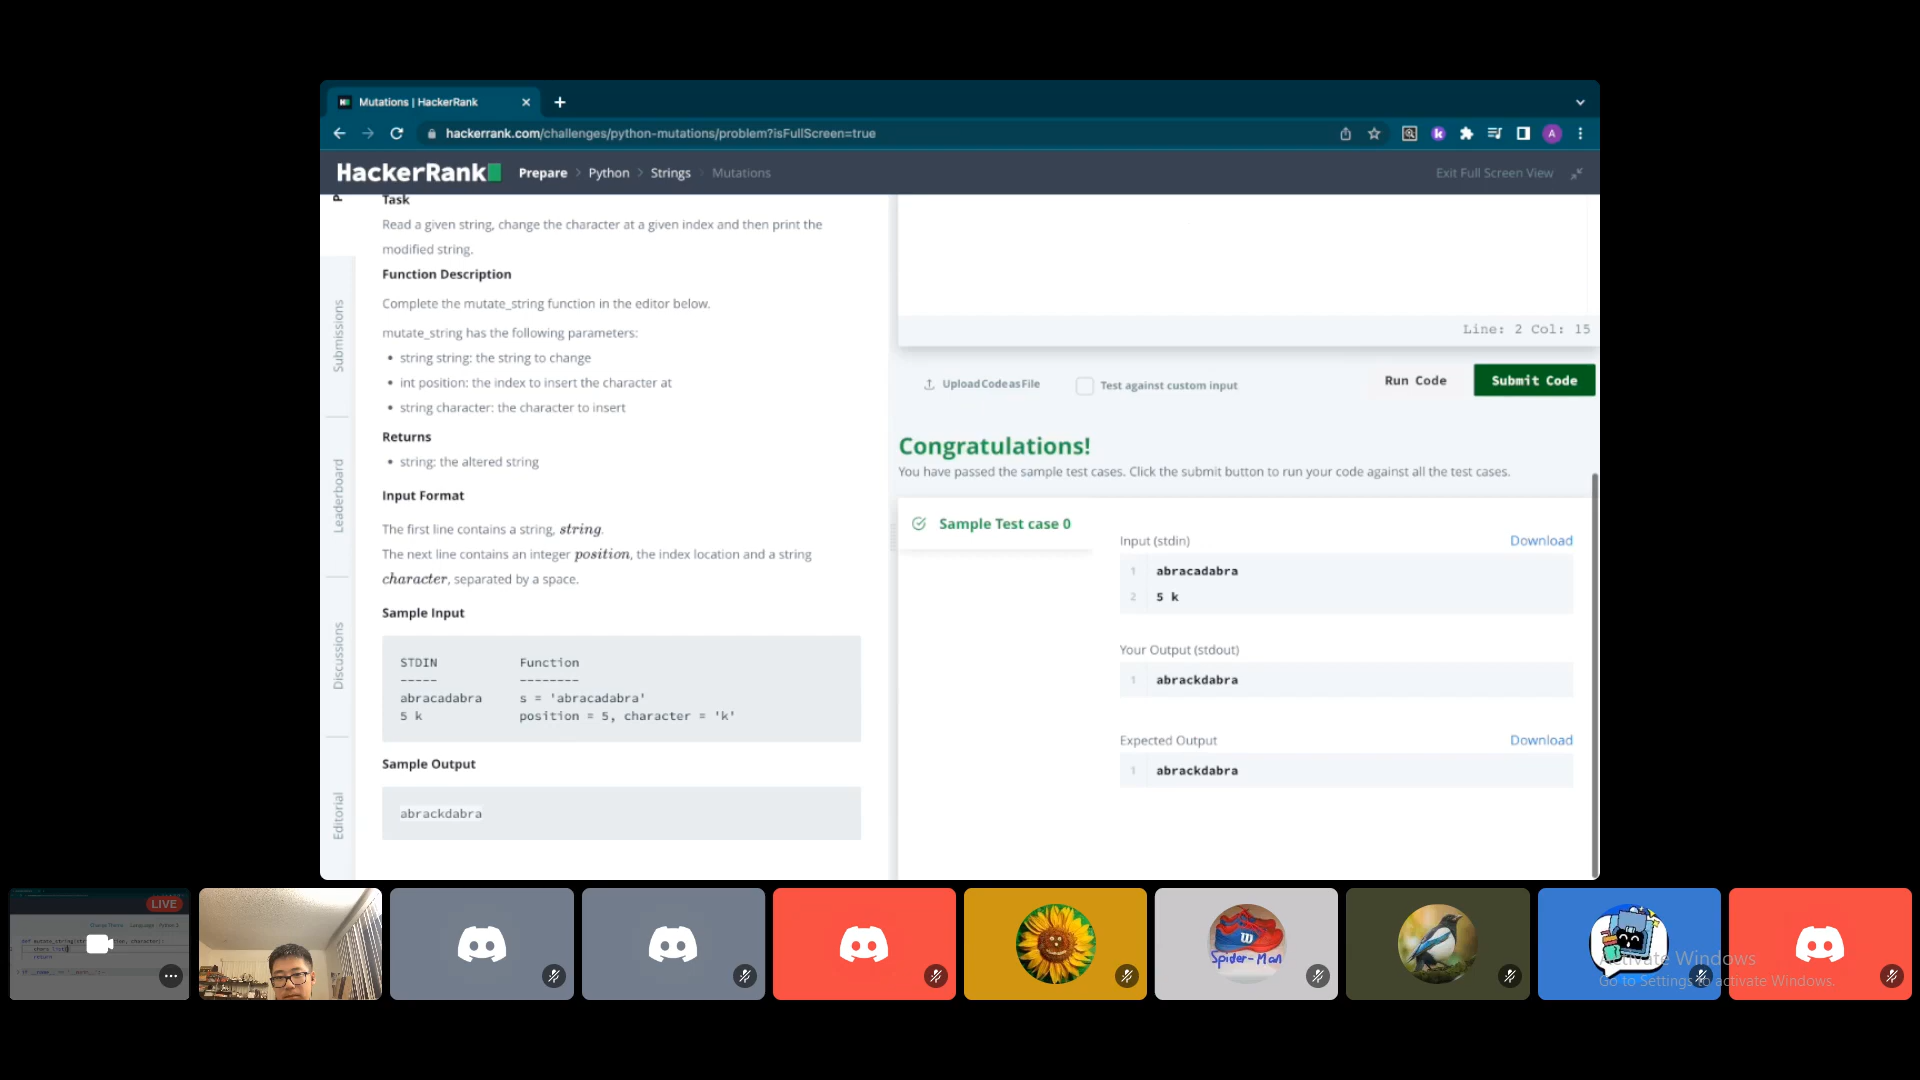 Mutations | HackerRank
hackerrank.com/challenges/python-mutations/problem?isFullScreen=true
A
HackerRank
Prepare > Python > Strings > Mutations
Exit Full Screen View
Task
Read a given string, change the character at a given index and then print the
modified string.
Function Description
Complete the mutate_string function in the editor below.
mutate_string has the following parameters:
• string string: the string to change
• int position: the index to insert the character at
• string character: the character to insert
Returns
• string: the altered string
Input Format
The first line contains a string, string.
The next line contains an integer position, the index location and a string
character, separated by a space.
Sample Input
STDIN Function
----- --------
abracadabra s = 'abracadabra'
5 k position = 5, character = 'k'
Sample Output
abrackdabra
Submissions
Leaderboard
Discussions
Editorial
Line: 2 Col: 15
Upload Code as File
Test against custom input
Run Code
Submit Code
Congratulations!
You have passed the sample test cases. Click the submit button to run your code against all the test cases.
Sample Test case 0
Input (stdin)
Download
1 abracadabra
2 5 k
Your Output (stdout)
1 abrackdabra
Expected Output
Download
1 abrackdabra
LIVE
W
Spider-Man
Activate Windows
Go to Settings to activate Windows.